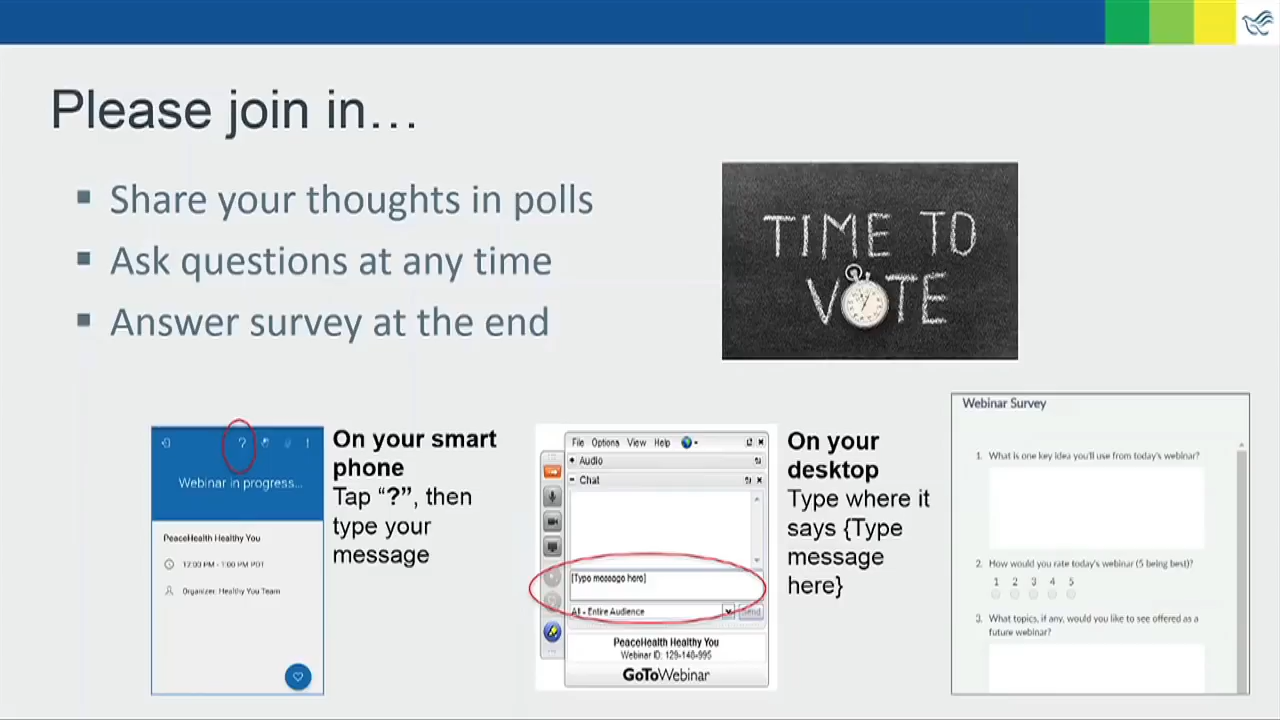 Please join in...
▪ Share your thoughts in polls
▪ Ask questions at any time
▪ Answer survey at the end
TIME TO
VOTE
?
Webinar in progress...
PeaceHealth Healthy You
12:00 PM - 1:00 PM PDT
Organizer: Healthy You Team
On your smart
phone
Tap “?”, then
type your
message
File Options View Help
Audio
Chat
[Type message here]
All - Entire Audience
Send
PeaceHealth Healthy You
Webinar ID: 129-148-995
GoToWebinar
On your
desktop
Type where it
says {Type
message
here}
Webinar Survey
1. What is one key idea you'll use from today's webinar?
2. How would you rate today's webinar (5 being best)?
1 2 3 4 5
3. What topics, if any, would you like to see offered as a
future webinar?